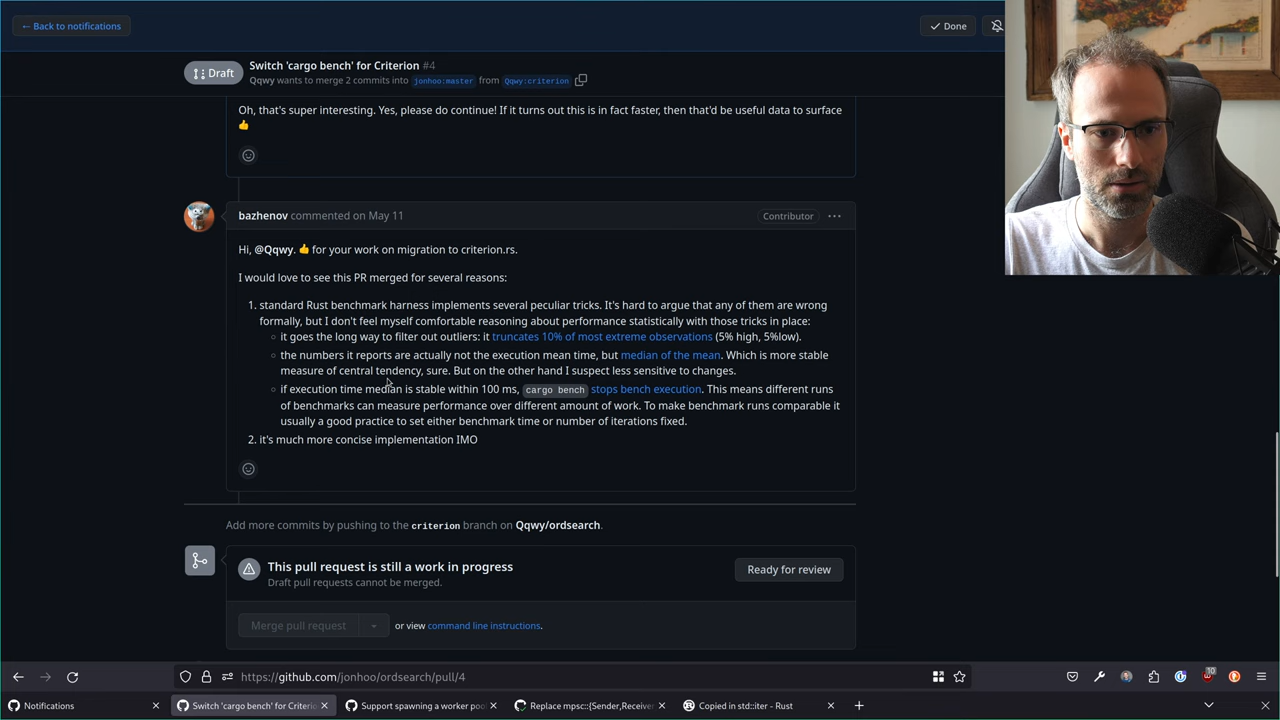 ← Back to notifications
Done
Draft
Switch 'cargo bench' for Criterion #4
Qqwy wants to merge 2 commits into jonhoo:master from Qqwy:criterion
Oh, that's super interesting. Yes, please do continue! If it turns out this is in fact faster, then that'd be useful data to surface
👍
bazhenov commented on May 11
Contributor
Hi, @Qqwy. 👍 for your work on migration to criterion.rs.
I would love to see this PR merged for several reasons:
1. standard Rust benchmark harness implements several peculiar tricks. It's hard to argue that any of them are wrong
formally, but I don't feel myself comfortable reasoning about performance statistically with those tricks in place:
◦ it goes the long way to filter out outliers: it truncates 10% of most extreme observations (5% high, 5%low).
◦ the numbers it reports are actually not the execution mean time, but median of the mean. Which is more stable
measure of central tendency, sure. But on the other hand I suspect less sensitive to changes.
◦ if execution time median is stable within 100 ms, cargo bench stops bench execution. This means different runs
of benchmarks can measure performance over different amount of work. To make benchmark runs comparable it
usually a good practice to set either benchmark time or number of iterations fixed.
2. it's much more concise implementation IMO
Add more commits by pushing to the criterion branch on Qqwy/ordsearch.
This pull request is still a work in progress
Draft pull requests cannot be merged.
Ready for review
Merge pull request
or view command line instructions.
https://github.com/jonhoo/ordsearch/pull/4
10
Notifications
Switch 'cargo bench' for Criterio
Support spawning a worker poo
Replace mpsc::{Sender,Receive
Copied in std::iter - Rust